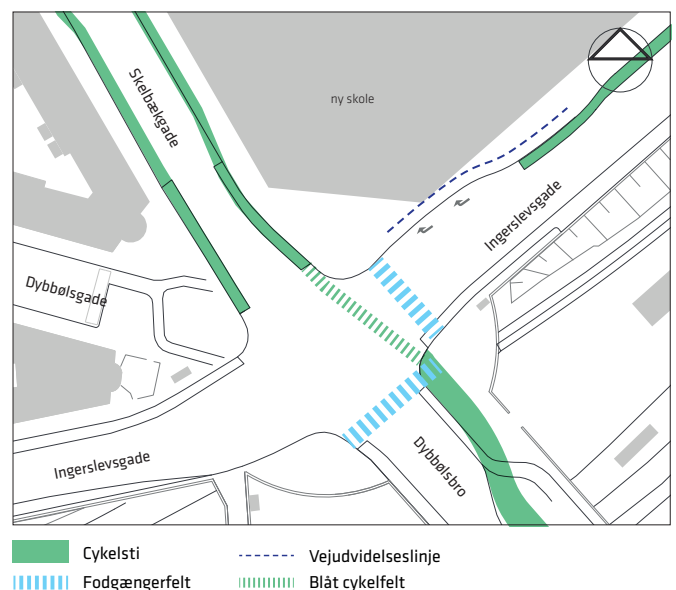 ny skole
Skelbækgade
Ingerslevsgade
Dybbølsgade
Ingerslevsgade
Dybbølsbro
Cykelsti
Vejudvidelseslinje
Fodgængerfelt
Blåt cykelfelt